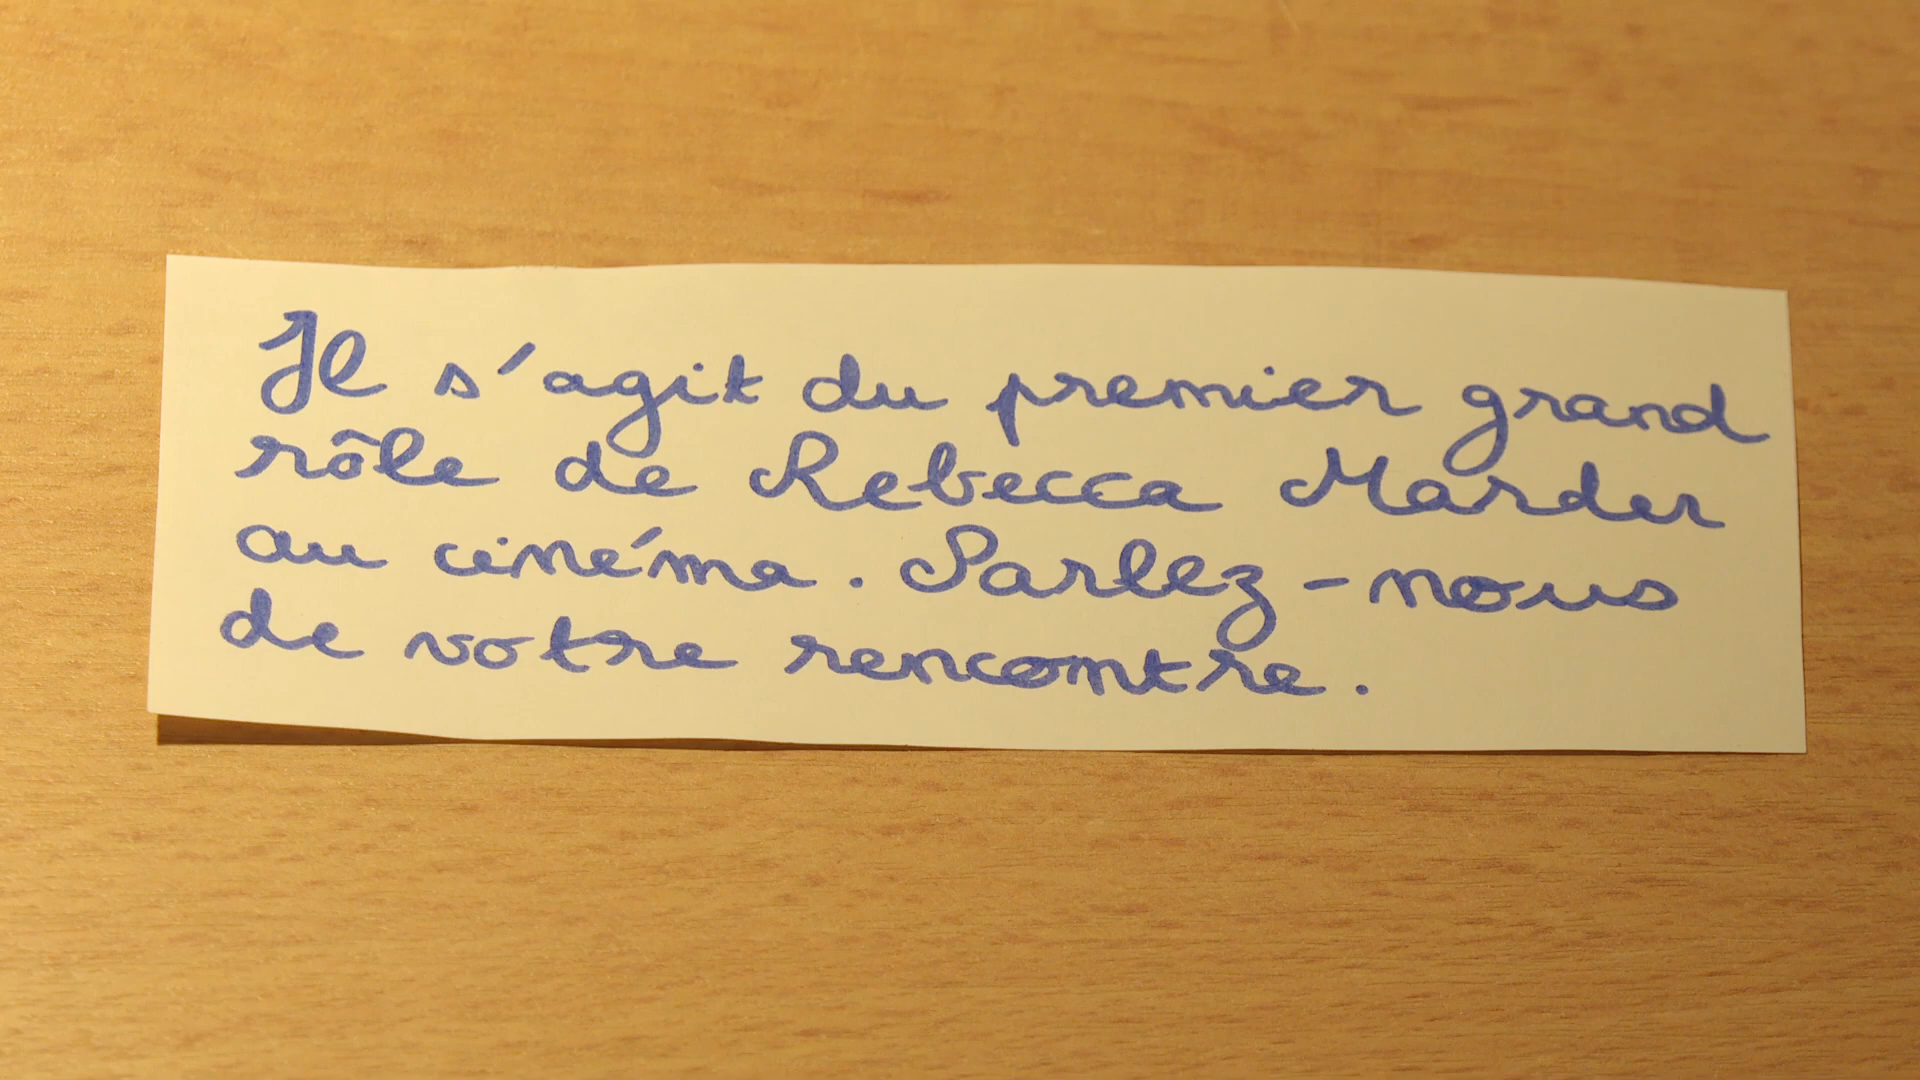 Il s'agit du premier grand
rôle de Rebecca Marder
au cinéma. Parlez-nous
de votre rencontre.